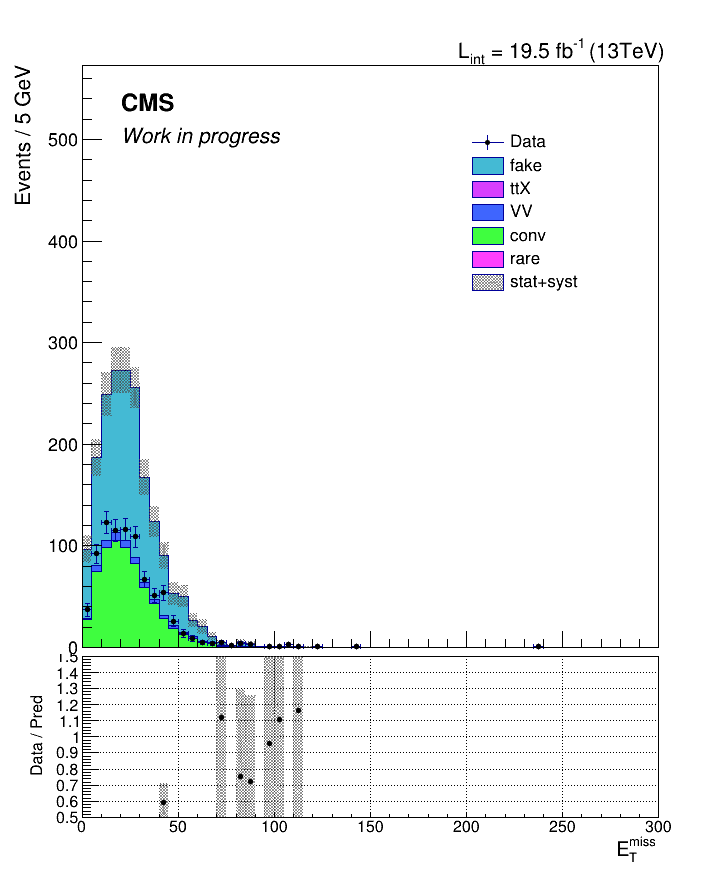 L_int = 19.5 fb^-1 (13TeV)
Events / 5 GeV
CMS
Work in progress
Data
fake
ttX
VV
conv
rare
stat+syst
500
400
300
200
100
0
Data / Pred
1.5
1.4
1.3
1.2
1.1
1
0.9
0.8
0.7
0.6
0.5
0 50 100 150 200 250 300
E_T^miss